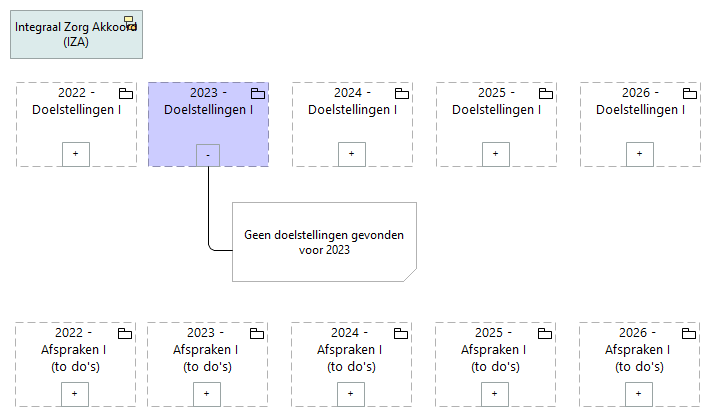 Integraal Zorg Akkoord
(IZA)
2022 -
Doelstellingen I
+
2023 -
Doelstellingen I
-
2024 -
Doelstellingen I
+
2025 -
Doelstellingen I
+
2026 -
Doelstellingen I
+
Geen doelstellingen gevonden
voor 2023
2022 -
Afspraken I
(to do's)
+
2023 -
Afspraken I
(to do's)
+
2024 -
Afspraken I
(to do's)
+
2025 -
Afspraken I
(to do's)
+
2026 -
Afspraken I
(to do's)
+